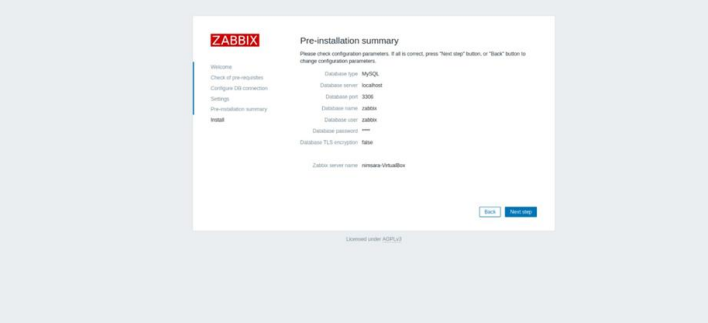 ZABBIX
Welcome
Check of pre-requisites
Configure DB connection
Settings
Pre-installation summary
Install
Pre-installation summary
Please check configuration parameters. If all is correct, press "Next step" button, or "Back" button to
change configuration parameters.
Database type MySQL
Database server localhost
Database port 3306
Database name zabbix
Database user zabbix
Database password ****
Database TLS encryption false
Zabbix server name nimsara-VirtualBox
Back Next step
Licensed under AGPLv3